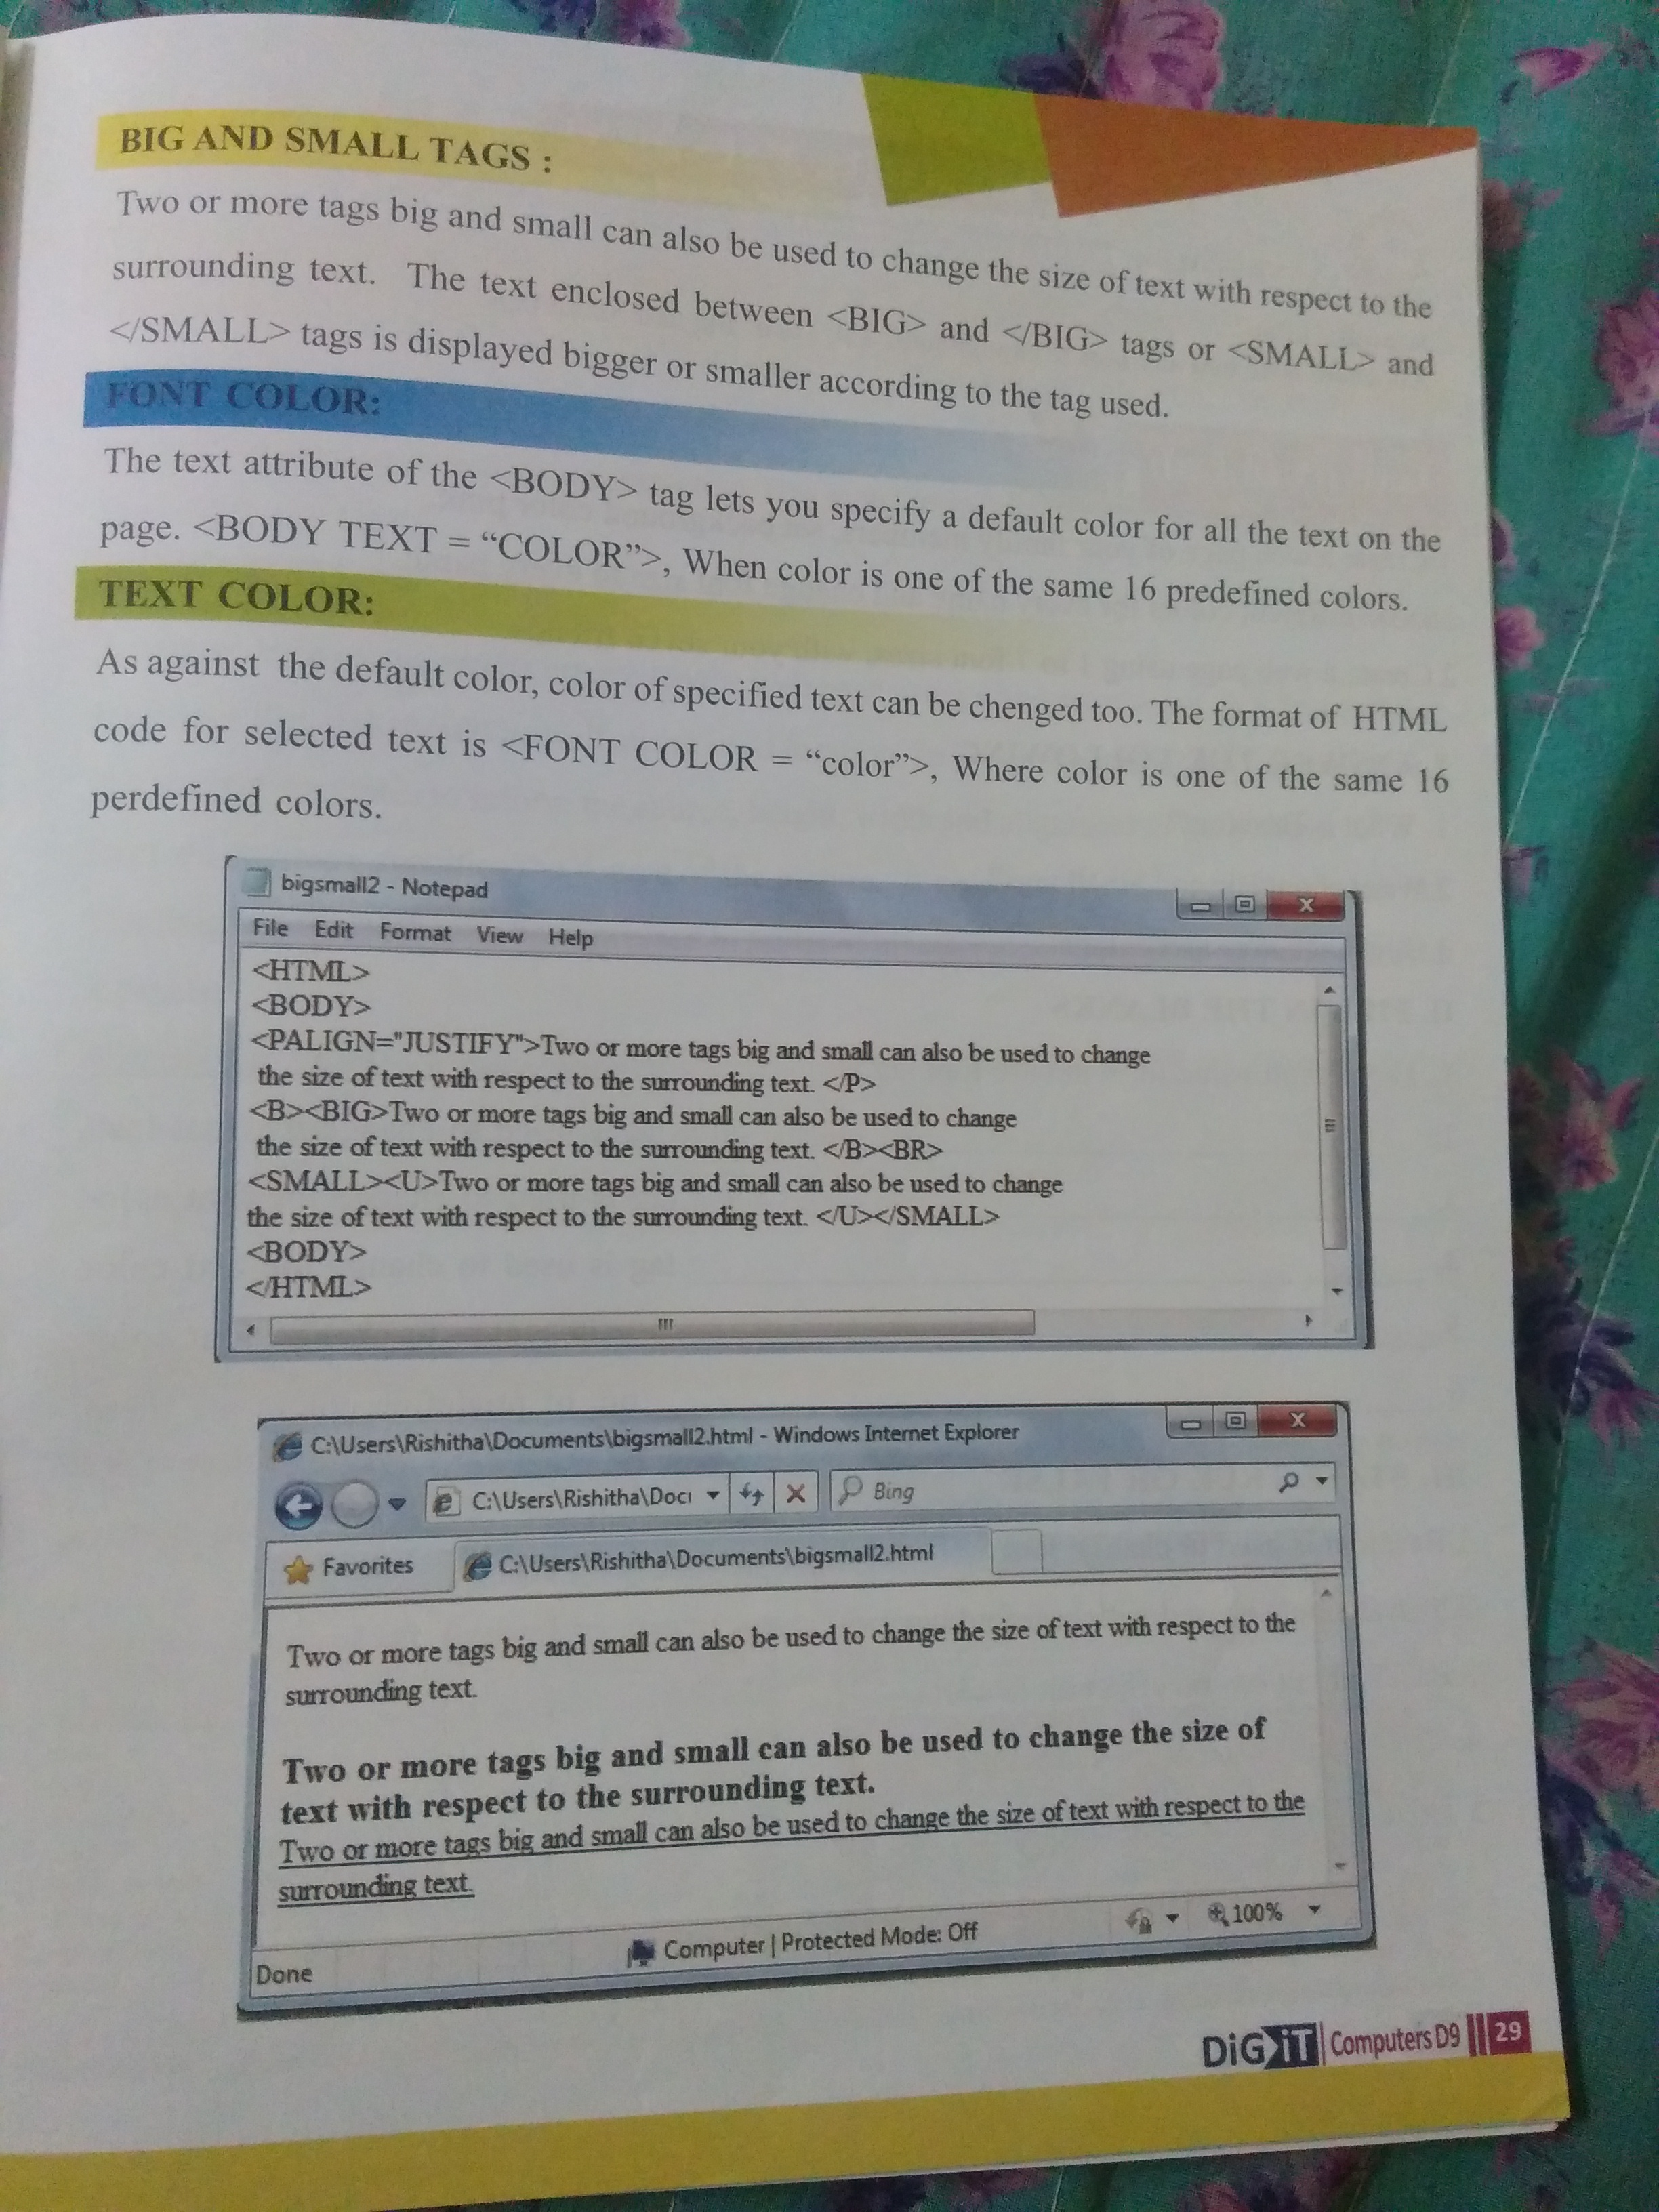 BIG AND SMALL TAGS :
Two or more tags big and small can also be used to change the size of text with respect to the
surrounding text. The text enclosed between <BIG> and </BIG> tags or <SMALL> and
</SMALL> tags is displayed bigger or smaller according to the tag used.
FONT COLOR:
The text attribute of the <BODY> tag lets you specify a default color for all the text on the
page. <BODY TEXT = “COLOR”>, When color is one of the same 16 predefined colors.
TEXT COLOR:
As against the default color, color of specified text can be chenged too. The format of HTML
code for selected text is <FONT COLOR = “color”>, Where color is one of the same 16
perdefined colors.
bigsmall2 - Notepad
File Edit Format View Help
<HTML>
<BODY>
<PALIGN="JUSTIFY">Two or more tags big and small can also be used to change
the size of text with respect to the surrounding text. </P>
<B><BIG>Two or more tags big and small can also be used to change
the size of text with respect to the surrounding text. </B><BR>
<SMALL><U>Two or more tags big and small can also be used to change
the size of text with respect to the surrounding text. </U></SMALL>
<BODY>
</HTML>
C:\Users\Rishitha\Documents\bigsmall2.html - Windows Internet Explorer
C:\Users\Rishitha\Doc Bing
Favorites C:\Users\Rishitha\Documents\bigsmall2.html
Two or more tags big and small can also be used to change the size of text with respect to the
surrounding text.
Two or more tags big and small can also be used to change the size of
text with respect to the surrounding text.
Two or more tags big and small can also be used to change the size of text with respect to the
surrounding text.
Done Computer | Protected Mode: Off 100%
DiGiT Computers D9 29